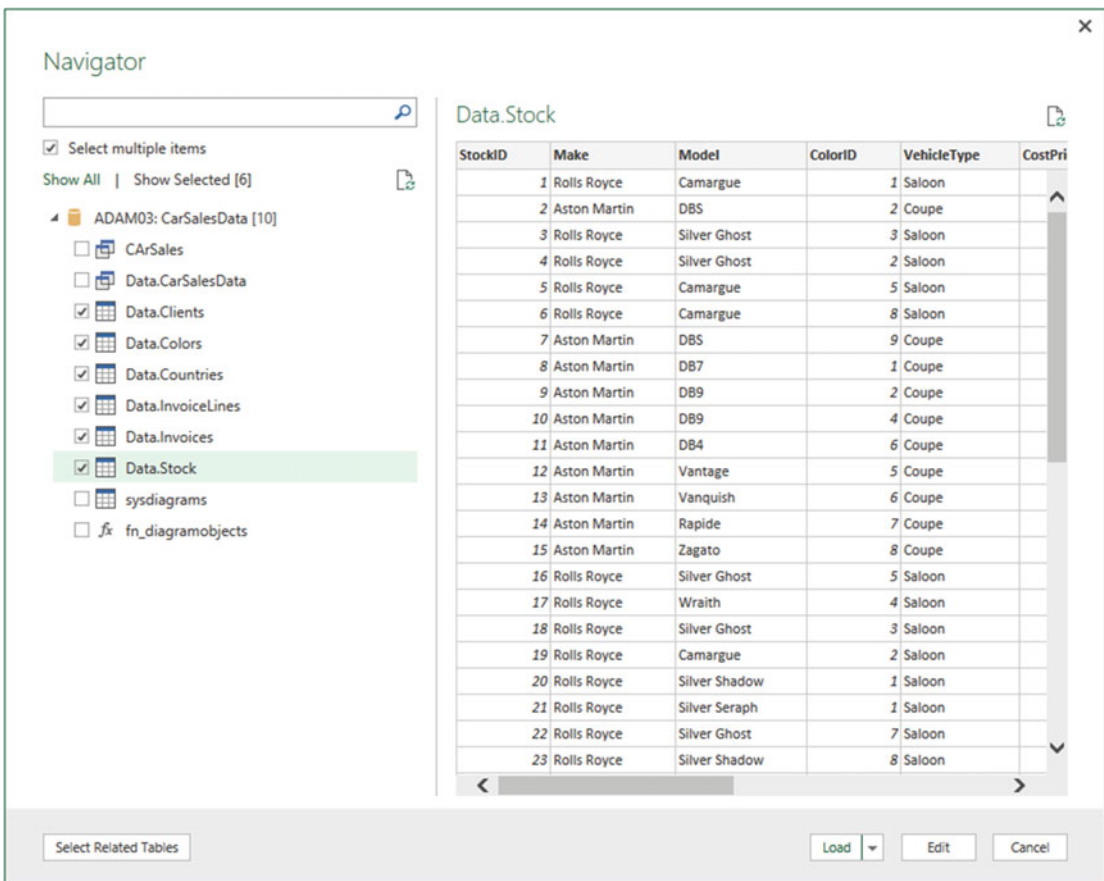 Navigator
Select multiple items
Show All | Show Selected [6]
ADAM03: CarSalesData [10]
CArSales
Data.CarSalesData
Data.Clients
Data.Colors
Data.Countries
Data.InvoiceLines
Data.Invoices
Data.Stock
sysdiagrams
fx fn_diagramobjects
Data.Stock
StockID Make Model ColorID VehicleType CostPri
1 Rolls Royce Camargue 1 Saloon
2 Aston Martin DBS 2 Coupe
3 Rolls Royce Silver Ghost 3 Saloon
4 Rolls Royce Silver Ghost 2 Saloon
5 Rolls Royce Camargue 5 Saloon
6 Rolls Royce Camargue 8 Saloon
7 Aston Martin DBS 9 Coupe
8 Aston Martin DB7 1 Coupe
9 Aston Martin DB9 2 Coupe
10 Aston Martin DB9 4 Coupe
11 Aston Martin DB4 6 Coupe
12 Aston Martin Vantage 5 Coupe
13 Aston Martin Vanquish 6 Coupe
14 Aston Martin Rapide 7 Coupe
15 Aston Martin Zagato 8 Coupe
16 Rolls Royce Silver Ghost 5 Saloon
17 Rolls Royce Wraith 4 Saloon
18 Rolls Royce Silver Ghost 3 Saloon
19 Rolls Royce Camargue 2 Saloon
20 Rolls Royce Silver Shadow 1 Saloon
21 Rolls Royce Silver Seraph 1 Saloon
22 Rolls Royce Silver Ghost 7 Saloon
23 Rolls Royce Silver Shadow 8 Saloon
Select Related Tables
Load
Edit
Cancel